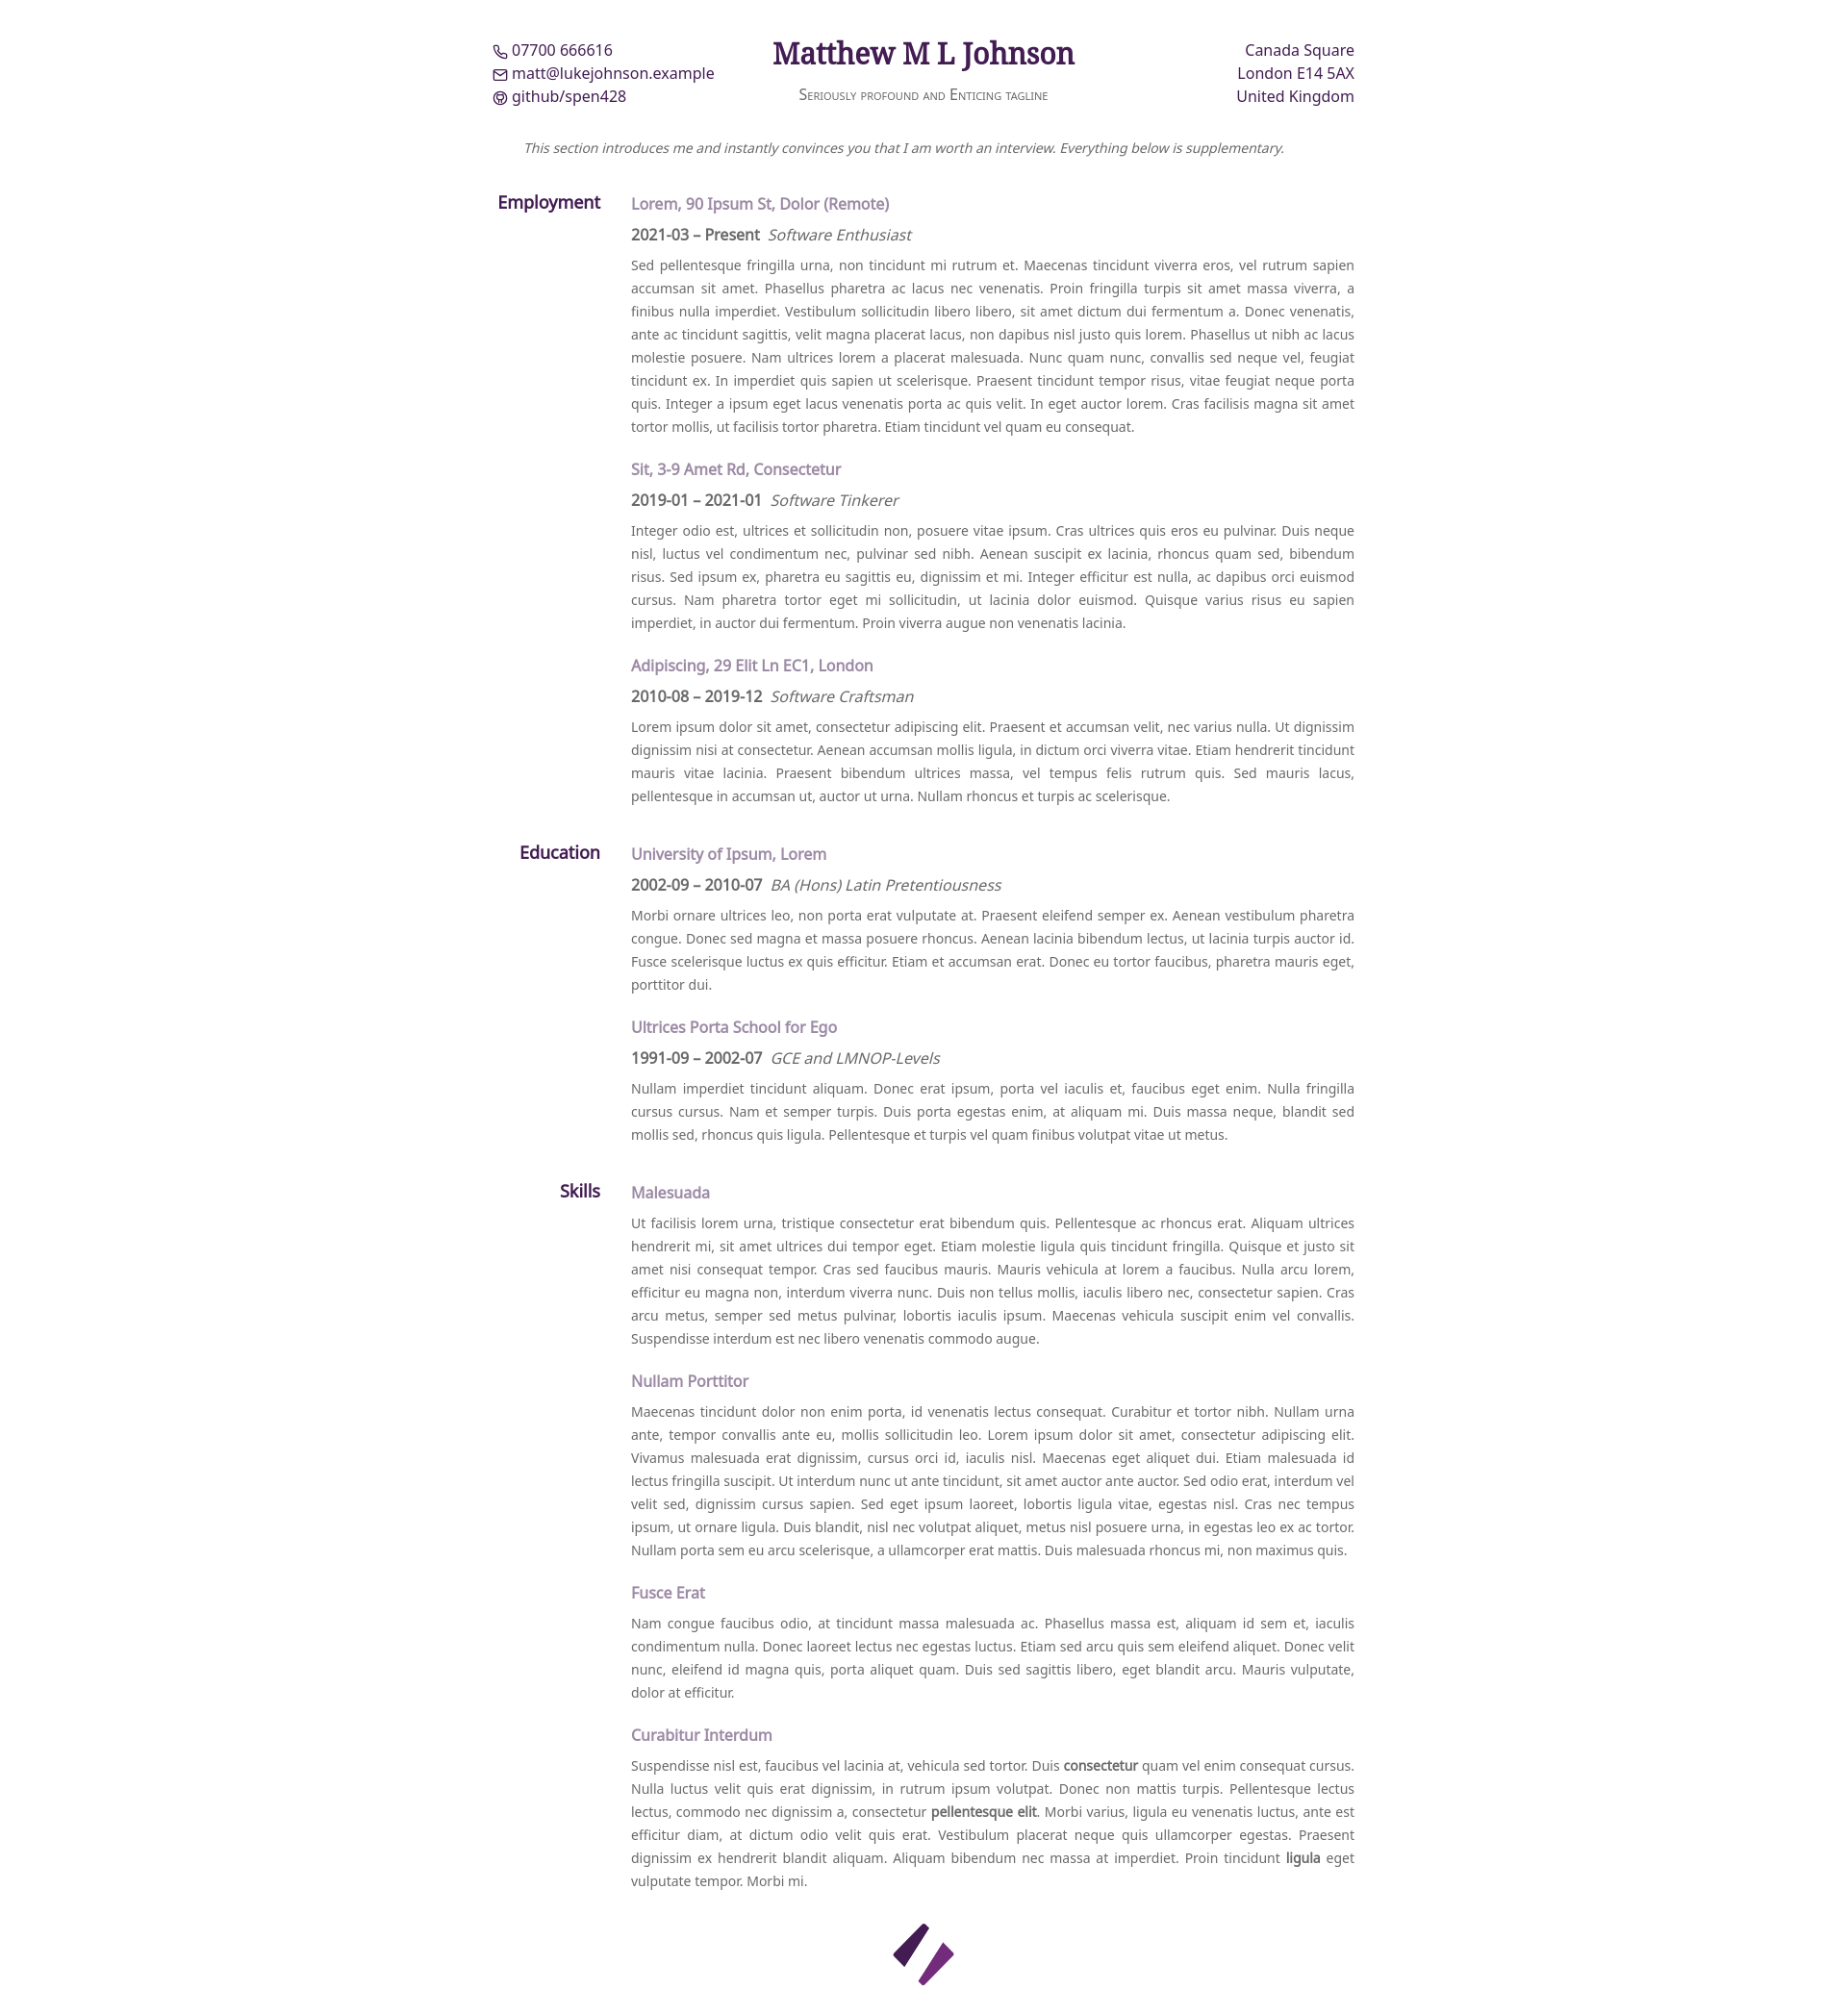 07700 666616
matt@lukejohnson.example
github/spen428
Matthew M L Johnson
Seriously profound and Enticing tagline
Canada Square
London E14 5AX
United Kingdom
This section introduces me and instantly convinces you that I am worth an interview. Everything below is supplementary.
Employment
Lorem, 90 Ipsum St, Dolor (Remote)
2021-03 – Present Software Enthusiast
Sed pellentesque fringilla urna, non tincidunt mi rutrum et. Maecenas tincidunt viverra eros, vel rutrum sapien
accumsan sit amet. Phasellus pharetra ac lacus nec venenatis. Proin fringilla turpis sit amet massa viverra, a
finibus nulla imperdiet. Vestibulum sollicitudin libero libero, sit amet dictum dui fermentum a. Donec venenatis,
ante ac tincidunt sagittis, velit magna placerat lacus, non dapibus nisl justo quis lorem. Phasellus ut nibh ac lacus
molestie posuere. Nam ultrices lorem a placerat malesuada. Nunc quam nunc, convallis sed neque vel, feugiat
tincidunt ex. In imperdiet quis sapien ut scelerisque. Praesent tincidunt tempor risus, vitae feugiat neque porta
quis. Integer a ipsum eget lacus venenatis porta ac quis velit. In eget auctor lorem. Cras facilisis magna sit amet
tortor mollis, ut facilisis tortor pharetra. Etiam tincidunt vel quam eu consequat.
Sit, 3-9 Amet Rd, Consectetur
2019-01 – 2021-01 Software Tinkerer
Integer odio est, ultrices et sollicitudin non, posuere vitae ipsum. Cras ultrices quis eros eu pulvinar. Duis neque
nisl, luctus vel condimentum nec, pulvinar sed nibh. Aenean suscipit ex lacinia, rhoncus quam sed, bibendum
risus. Sed ipsum ex, pharetra eu sagittis eu, dignissim et mi. Integer efficitur est nulla, ac dapibus orci euismod
cursus. Nam pharetra tortor eget mi sollicitudin, ut lacinia dolor euismod. Quisque varius risus eu sapien
imperdiet, in auctor dui fermentum. Proin viverra augue non venenatis lacinia.
Adipiscing, 29 Elit Ln EC1, London
2010-08 – 2019-12 Software Craftsman
Lorem ipsum dolor sit amet, consectetur adipiscing elit. Praesent et accumsan velit, nec varius nulla. Ut dignissim
dignissim nisi at consectetur. Aenean accumsan mollis ligula, in dictum orci viverra vitae. Etiam hendrerit tincidunt
mauris vitae lacinia. Praesent bibendum ultrices massa, vel tempus felis rutrum quis. Sed mauris lacus,
pellentesque in accumsan ut, auctor ut urna. Nullam rhoncus et turpis ac scelerisque.
Education
University of Ipsum, Lorem
2002-09 – 2010-07 BA (Hons) Latin Pretentiousness
Morbi ornare ultrices leo, non porta erat vulputate at. Praesent eleifend semper ex. Aenean vestibulum pharetra
congue. Donec sed magna et massa posuere rhoncus. Aenean lacinia bibendum lectus, ut lacinia turpis auctor id.
Fusce scelerisque luctus ex quis efficitur. Etiam et accumsan erat. Donec eu tortor faucibus, pharetra mauris eget,
porttitor dui.
Ultrices Porta School for Ego
1991-09 – 2002-07 GCE and LMNOP-Levels
Nullam imperdiet tincidunt aliquam. Donec erat ipsum, porta vel iaculis et, faucibus eget enim. Nulla fringilla
cursus cursus. Nam et semper turpis. Duis porta egestas enim, at aliquam mi. Duis massa neque, blandit sed
mollis sed, rhoncus quis ligula. Pellentesque et turpis vel quam finibus volutpat vitae ut metus.
Skills
Malesuada
Ut facilisis lorem urna, tristique consectetur erat bibendum quis. Pellentesque ac rhoncus erat. Aliquam ultrices
hendrerit mi, sit amet ultrices dui tempor eget. Etiam molestie ligula quis tincidunt fringilla. Quisque et justo sit
amet nisi consequat tempor. Cras sed faucibus mauris. Mauris vehicula at lorem a faucibus. Nulla arcu lorem,
efficitur eu magna non, interdum viverra nunc. Duis non tellus mollis, iaculis libero nec, consectetur sapien. Cras
arcu metus, semper sed metus pulvinar, lobortis iaculis ipsum. Maecenas vehicula suscipit enim vel convallis.
Suspendisse interdum est nec libero venenatis commodo augue.
Nullam Porttitor
Maecenas tincidunt dolor non enim porta, id venenatis lectus consequat. Curabitur et tortor nibh. Nullam urna
ante, tempor convallis ante eu, mollis sollicitudin leo. Lorem ipsum dolor sit amet, consectetur adipiscing elit.
Vivamus malesuada erat dignissim, cursus orci id, iaculis nisl. Maecenas eget aliquet dui. Etiam malesuada id
lectus fringilla suscipit. Ut interdum nunc ut ante tincidunt, sit amet auctor ante auctor. Sed odio erat, interdum vel
velit sed, dignissim cursus sapien. Sed eget ipsum laoreet, lobortis ligula vitae, egestas nisl. Cras nec tempus
ipsum, ut ornare ligula. Duis blandit, nisl nec volutpat aliquet, metus nisl posuere urna, in egestas leo ex ac tortor.
Nullam porta sem eu arcu scelerisque, a ullamcorper erat mattis. Duis malesuada rhoncus mi, non maximus quis.
Fusce Erat
Nam congue faucibus odio, at tincidunt massa malesuada ac. Phasellus massa est, aliquam id sem et, iaculis
condimentum nulla. Donec laoreet lectus nec egestas luctus. Etiam sed arcu quis sem eleifend aliquet. Donec velit
nunc, eleifend id magna quis, porta aliquet quam. Duis sed sagittis libero, eget blandit arcu. Mauris vulputate,
dolor at efficitur.
Curabitur Interdum
Suspendisse nisl est, faucibus vel lacinia at, vehicula sed tortor. Duis consectetur quam vel enim consequat cursus.
Nulla luctus velit quis erat dignissim, in rutrum ipsum volutpat. Donec non mattis turpis. Pellentesque lectus
lectus, commodo nec dignissim a, consectetur pellentesque elit. Morbi varius, ligula eu venenatis luctus, ante est
efficitur diam, at dictum odio velit quis erat. Vestibulum placerat neque quis ullamcorper egestas. Praesent
dignissim ex hendrerit blandit aliquam. Aliquam bibendum nec massa at imperdiet. Proin tincidunt ligula eget
vulputate tempor. Morbi mi.